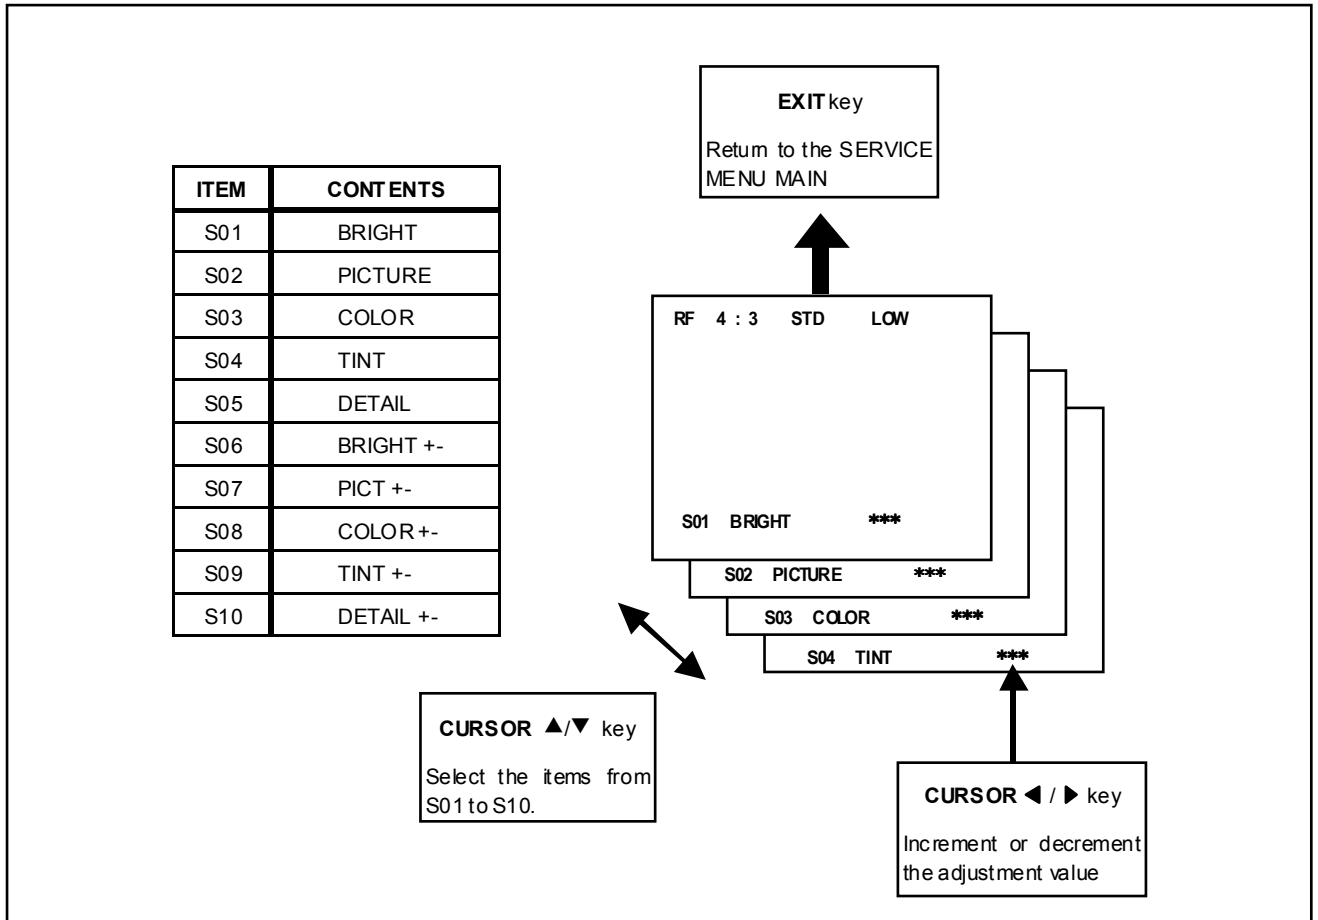 EXIT key
Return to the SERVICE
MENU MAIN
ITEM CONTENTS
S01 BRIGHT
S02 PICTURE
S03 COLOR
S04 TINT
S05 DETAIL
S06 BRIGHT +-
S07 PICT +-
S08 COLOR +-
S09 TINT +-
S10 DETAIL +-
RF 4 : 3 STD LOW
S01 BRIGHT ***
S02 PICTURE ***
S03 COLOR ***
S04 TINT ***
CURSOR ▲/▼ key
Select the items from
S01 to S10.
CURSOR ◀ / ▶ key
Increment or decrement
the adjustment value